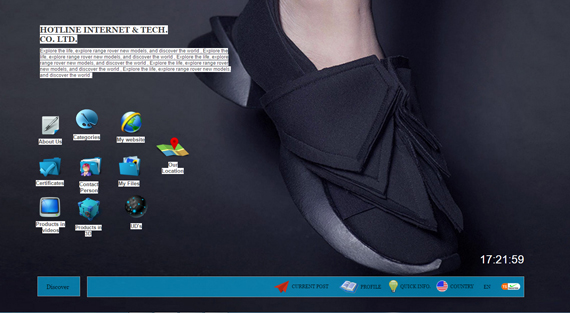 HOTLINE INTERNET & TECH.
CO. LTD.
Explore the life, explore range rover new models, and discover the world . Explore the
life, explore range rover new models, and discover the world . Explore the life, explore
range rover new models, and discover the world . Explore the life, explore range rover
new models, and discover the world . Explore the life, explore range rover new models,
and discover the world .
About Us
Categories
My website
Our
Location
Certificates
Contact
Person
My Files
Products in
videos
Products in
3D
UD's
17:21:59
Discover
CURRENT POST
PROFILE
QUICK INFO
COUNTRY
EN